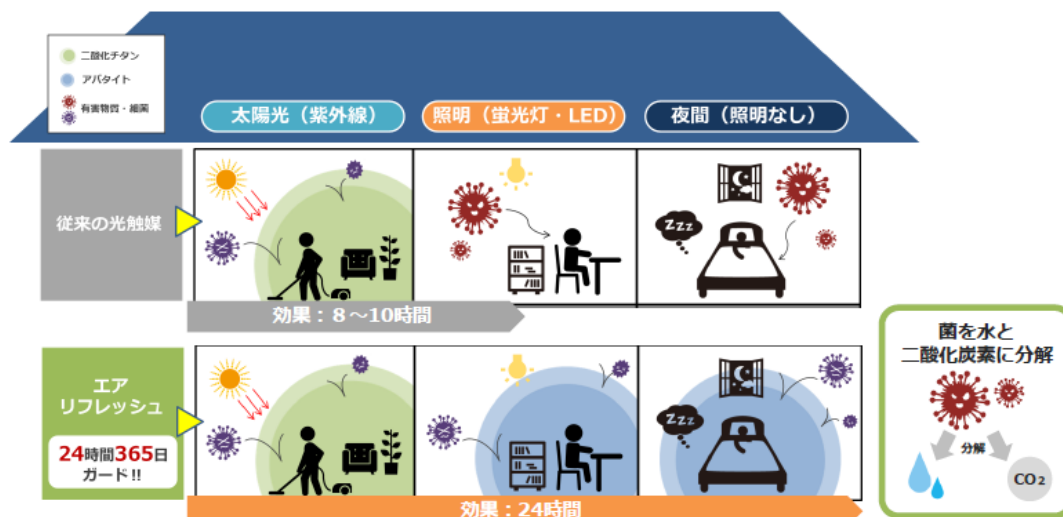 二酸化チタン
アパタイト
有害物質・細菌
太陽光（紫外線）
照明（蛍光灯・LED）
夜間（照明なし）
従来の光触媒
Zzz
効果：８～10時間
エア
リフレッシュ
24時間365日
ガード!!
Zzz
効果：24時間
菌を水と
二酸化炭素に分解
分解
CO2